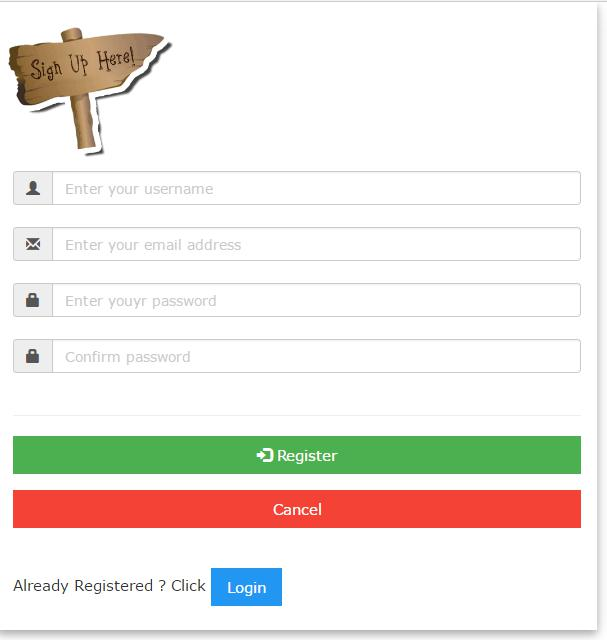 Sign Up Here!
Enter your username
Enter your email address
Enter youyr password
Confirm password
Register
Cancel
Already Registered ? Click Login